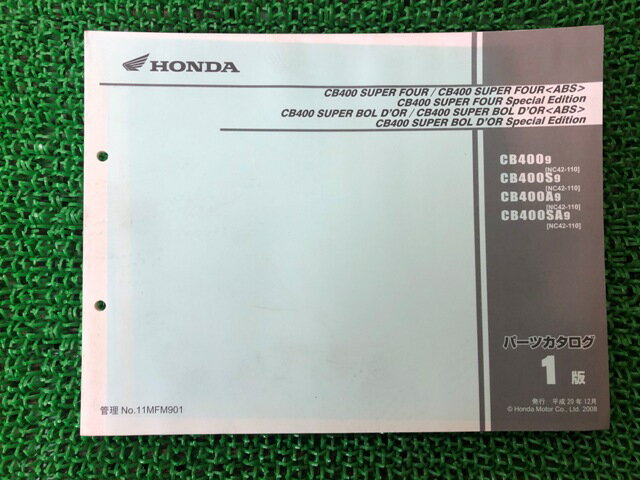 HONDA
CB400 SUPER FOUR / CB400 SUPER FOUR<ABS>
CB400 SUPER FOUR Special Edition
CB400 SUPER BOL D'OR / CB400 SUPER BOL D'OR<ABS>
CB400 SUPER BOL D'OR Special Edition
CB4009
[NC42-110]
CB400S9
[NC42-110]
CB400A9
[NC42-110]
CB400SA9
[NC42-110]
パーツカタログ
1 版
発行 平成 20 年 12月
© Honda Motor Co., Ltd. 2008
管理 No.11MFM901